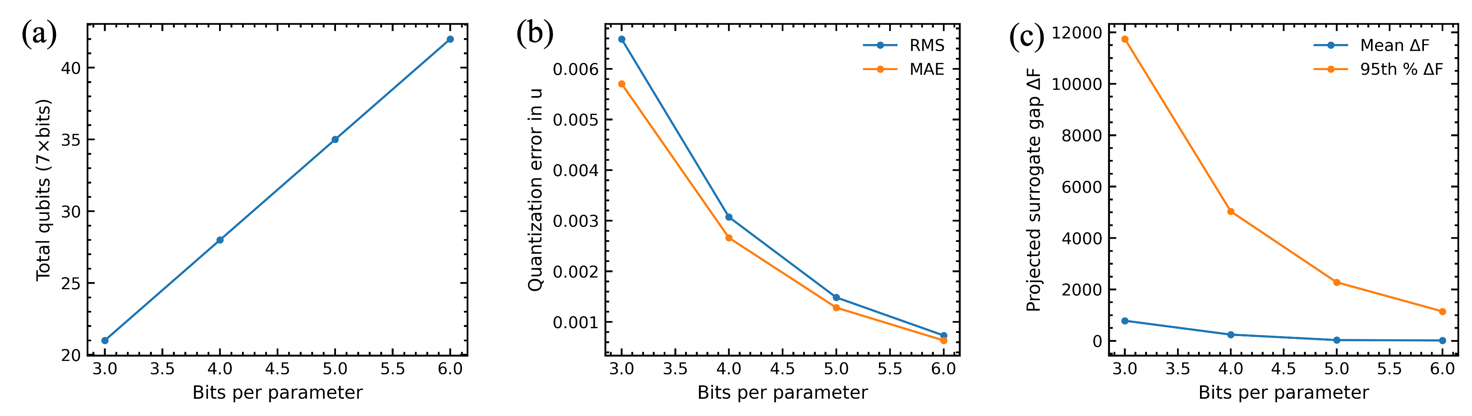 (a)
Total qubits (7×bits)
40
35
30
25
20
3.0 3.5 4.0 4.5 5.0 5.5 6.0
Bits per parameter
(b)
Quantization error in u
0.006
0.005
0.004
0.003
0.002
0.001
RMS
MAE
3.0 3.5 4.0 4.5 5.0 5.5 6.0
Bits per parameter
(c)
Projected surrogate gap ΔF
12000
10000
8000
6000
4000
2000
0
Mean ΔF
95th % ΔF
3.0 3.5 4.0 4.5 5.0 5.5 6.0
Bits per parameter